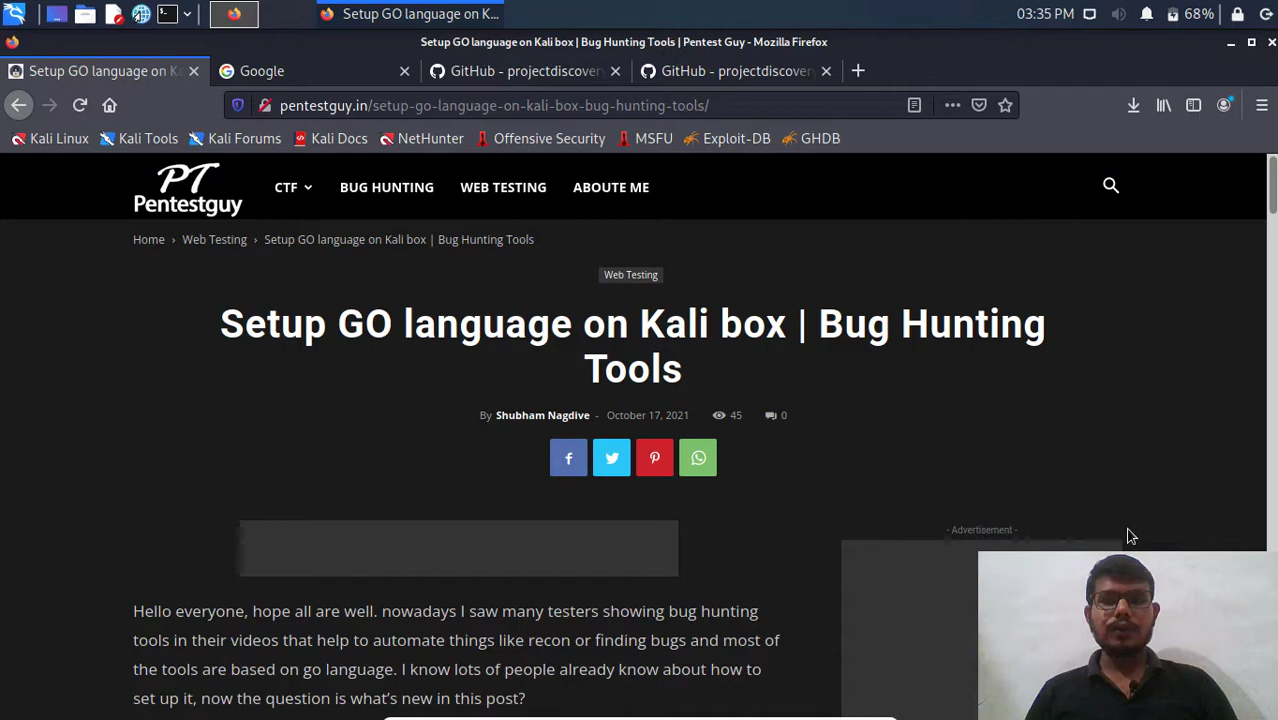 Setup GO language on K...
03:35 PM
68%
Setup GO language on Kali box | Bug Hunting Tools | Pentest Guy - Mozilla Firefox
Setup GO language on Ka
Google
GitHub - projectdiscovery
GitHub - projectdiscovery
pentestguy.in/setup-go-language-on-kali-box-bug-hunting-tools/
Kali Linux
Kali Tools
Kali Forums
Kali Docs
NetHunter
Offensive Security
MSFU
Exploit-DB
GHDB
PT
Pentestguy
CTF
BUG HUNTING
WEB TESTING
ABOUTE ME
Home › Web Testing › Setup GO language on Kali box | Bug Hunting Tools
Web Testing
Setup GO language on Kali box | Bug Hunting
Tools
By Shubham Nagdive - October 17, 2021 45 0
- Advertisement -
Hello everyone, hope all are well. nowadays I saw many testers showing bug hunting
tools in their videos that help to automate things like recon or finding bugs and most of
the tools are based on go language. I know lots of people already know about how to
set up it, now the question is what's new in this post?